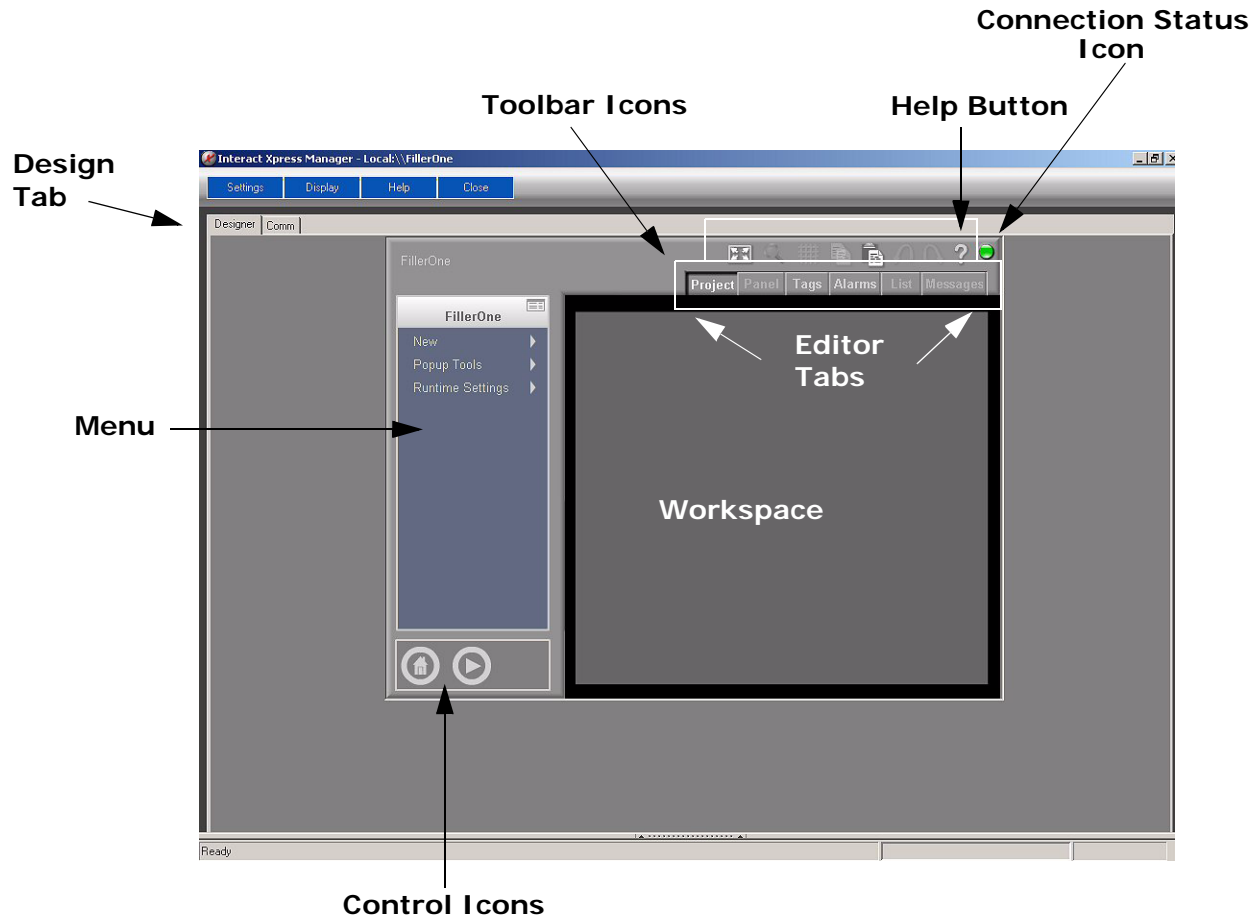 Connection Status
Icon
Toolbar Icons
Help Button
Design
Tab
Interact Xpress Manager - Local:\\FillerOne
Settings Display Help Close
Designer Comm
FillerOne
?
Project Panel Tags Alarms List Messages
FillerOne
New
Popup Tools
Runtime Settings
Editor
Tabs
Menu
Workspace
Ready
Control Icons